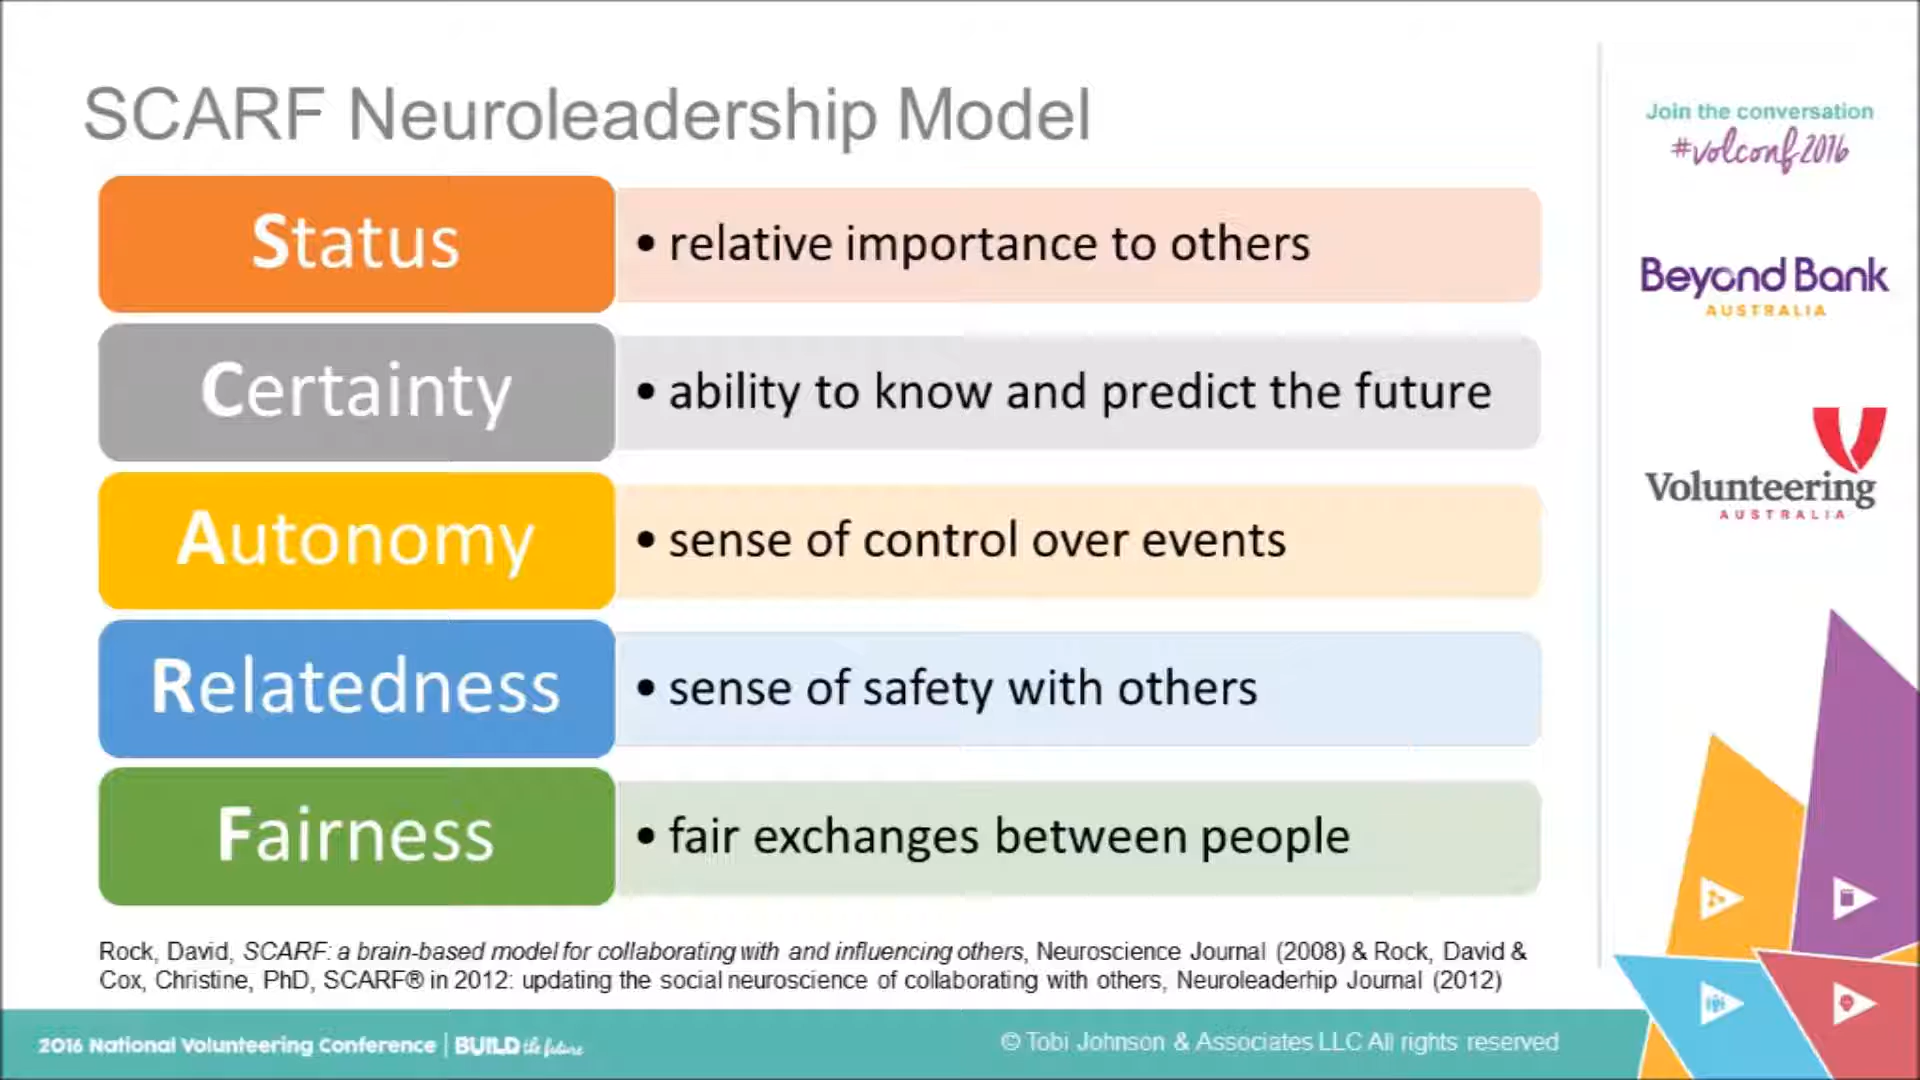 SCARF Neuroleadership Model
Status
• relative importance to others
Certainty
• ability to know and predict the future
Autonomy
• sense of control over events
Relatedness
• sense of safety with others
Fairness
• fair exchanges between people
Rock, David, SCARF: a brain-based model for collaborating with and influencing others, Neuroscience Journal (2008) & Rock, David &
Cox, Christine, PhD, SCARF® in 2012: updating the social neuroscience of collaborating with others, Neuroleaderhip Journal (2012)
Join the conversation
#volconf2016
Beyond Bank
AUSTRALIA
Volunteering
AUSTRALIA
2016 National Volunteering Conference | BUILD the future
© Tobi Johnson & Associates LLC All rights reserved